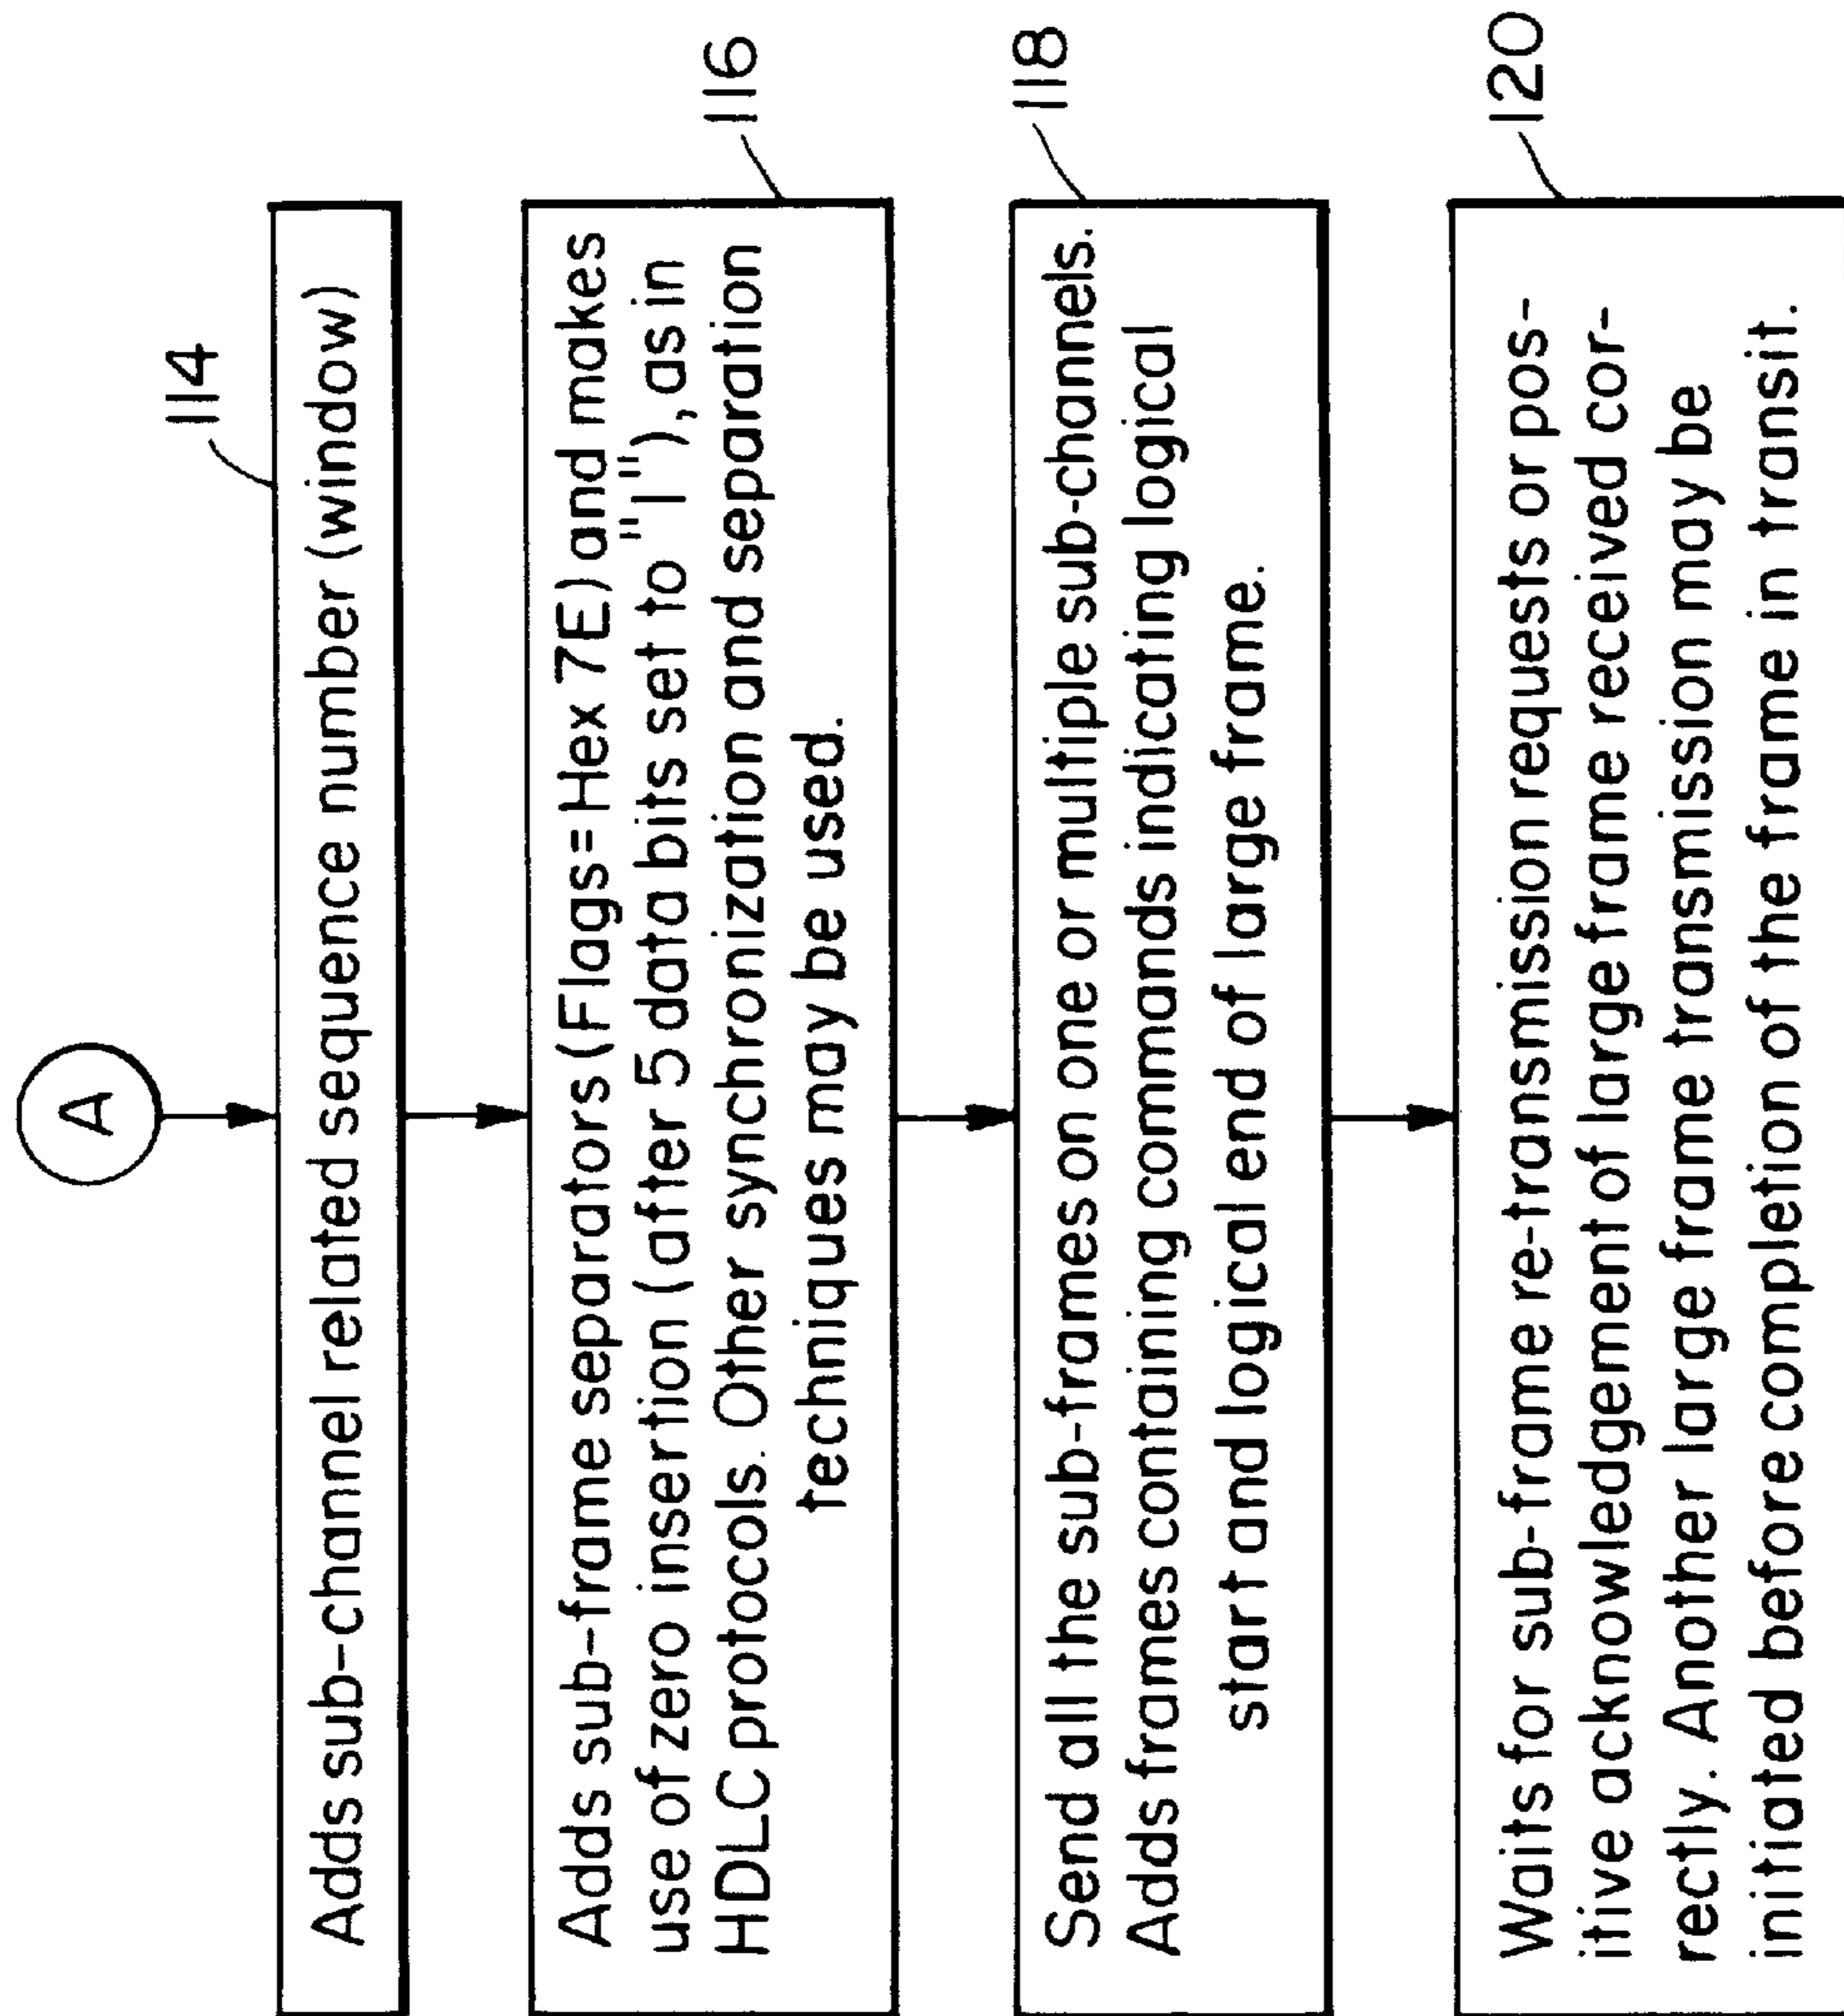 A
114
Adds sub-channel related sequence number (window)
116
Adds sub-frame separators (Flags=Hex 7E) and makes
use of zero insertion (after 5 data bits set to "1"), as in
HDLC protocols. Other synchronization and separation
techniques may be used.
118
Send all the sub-frames on one or multiple sub-channels.
Adds frames containing commands indicating logical
start and logical end of large frame.
120
Waits for sub-frame re-transmission requests or pos-
itive acknowledgement of large frame received cor-
rectly. Another large frame transmission may be
initiated before completion of the frame in transit.